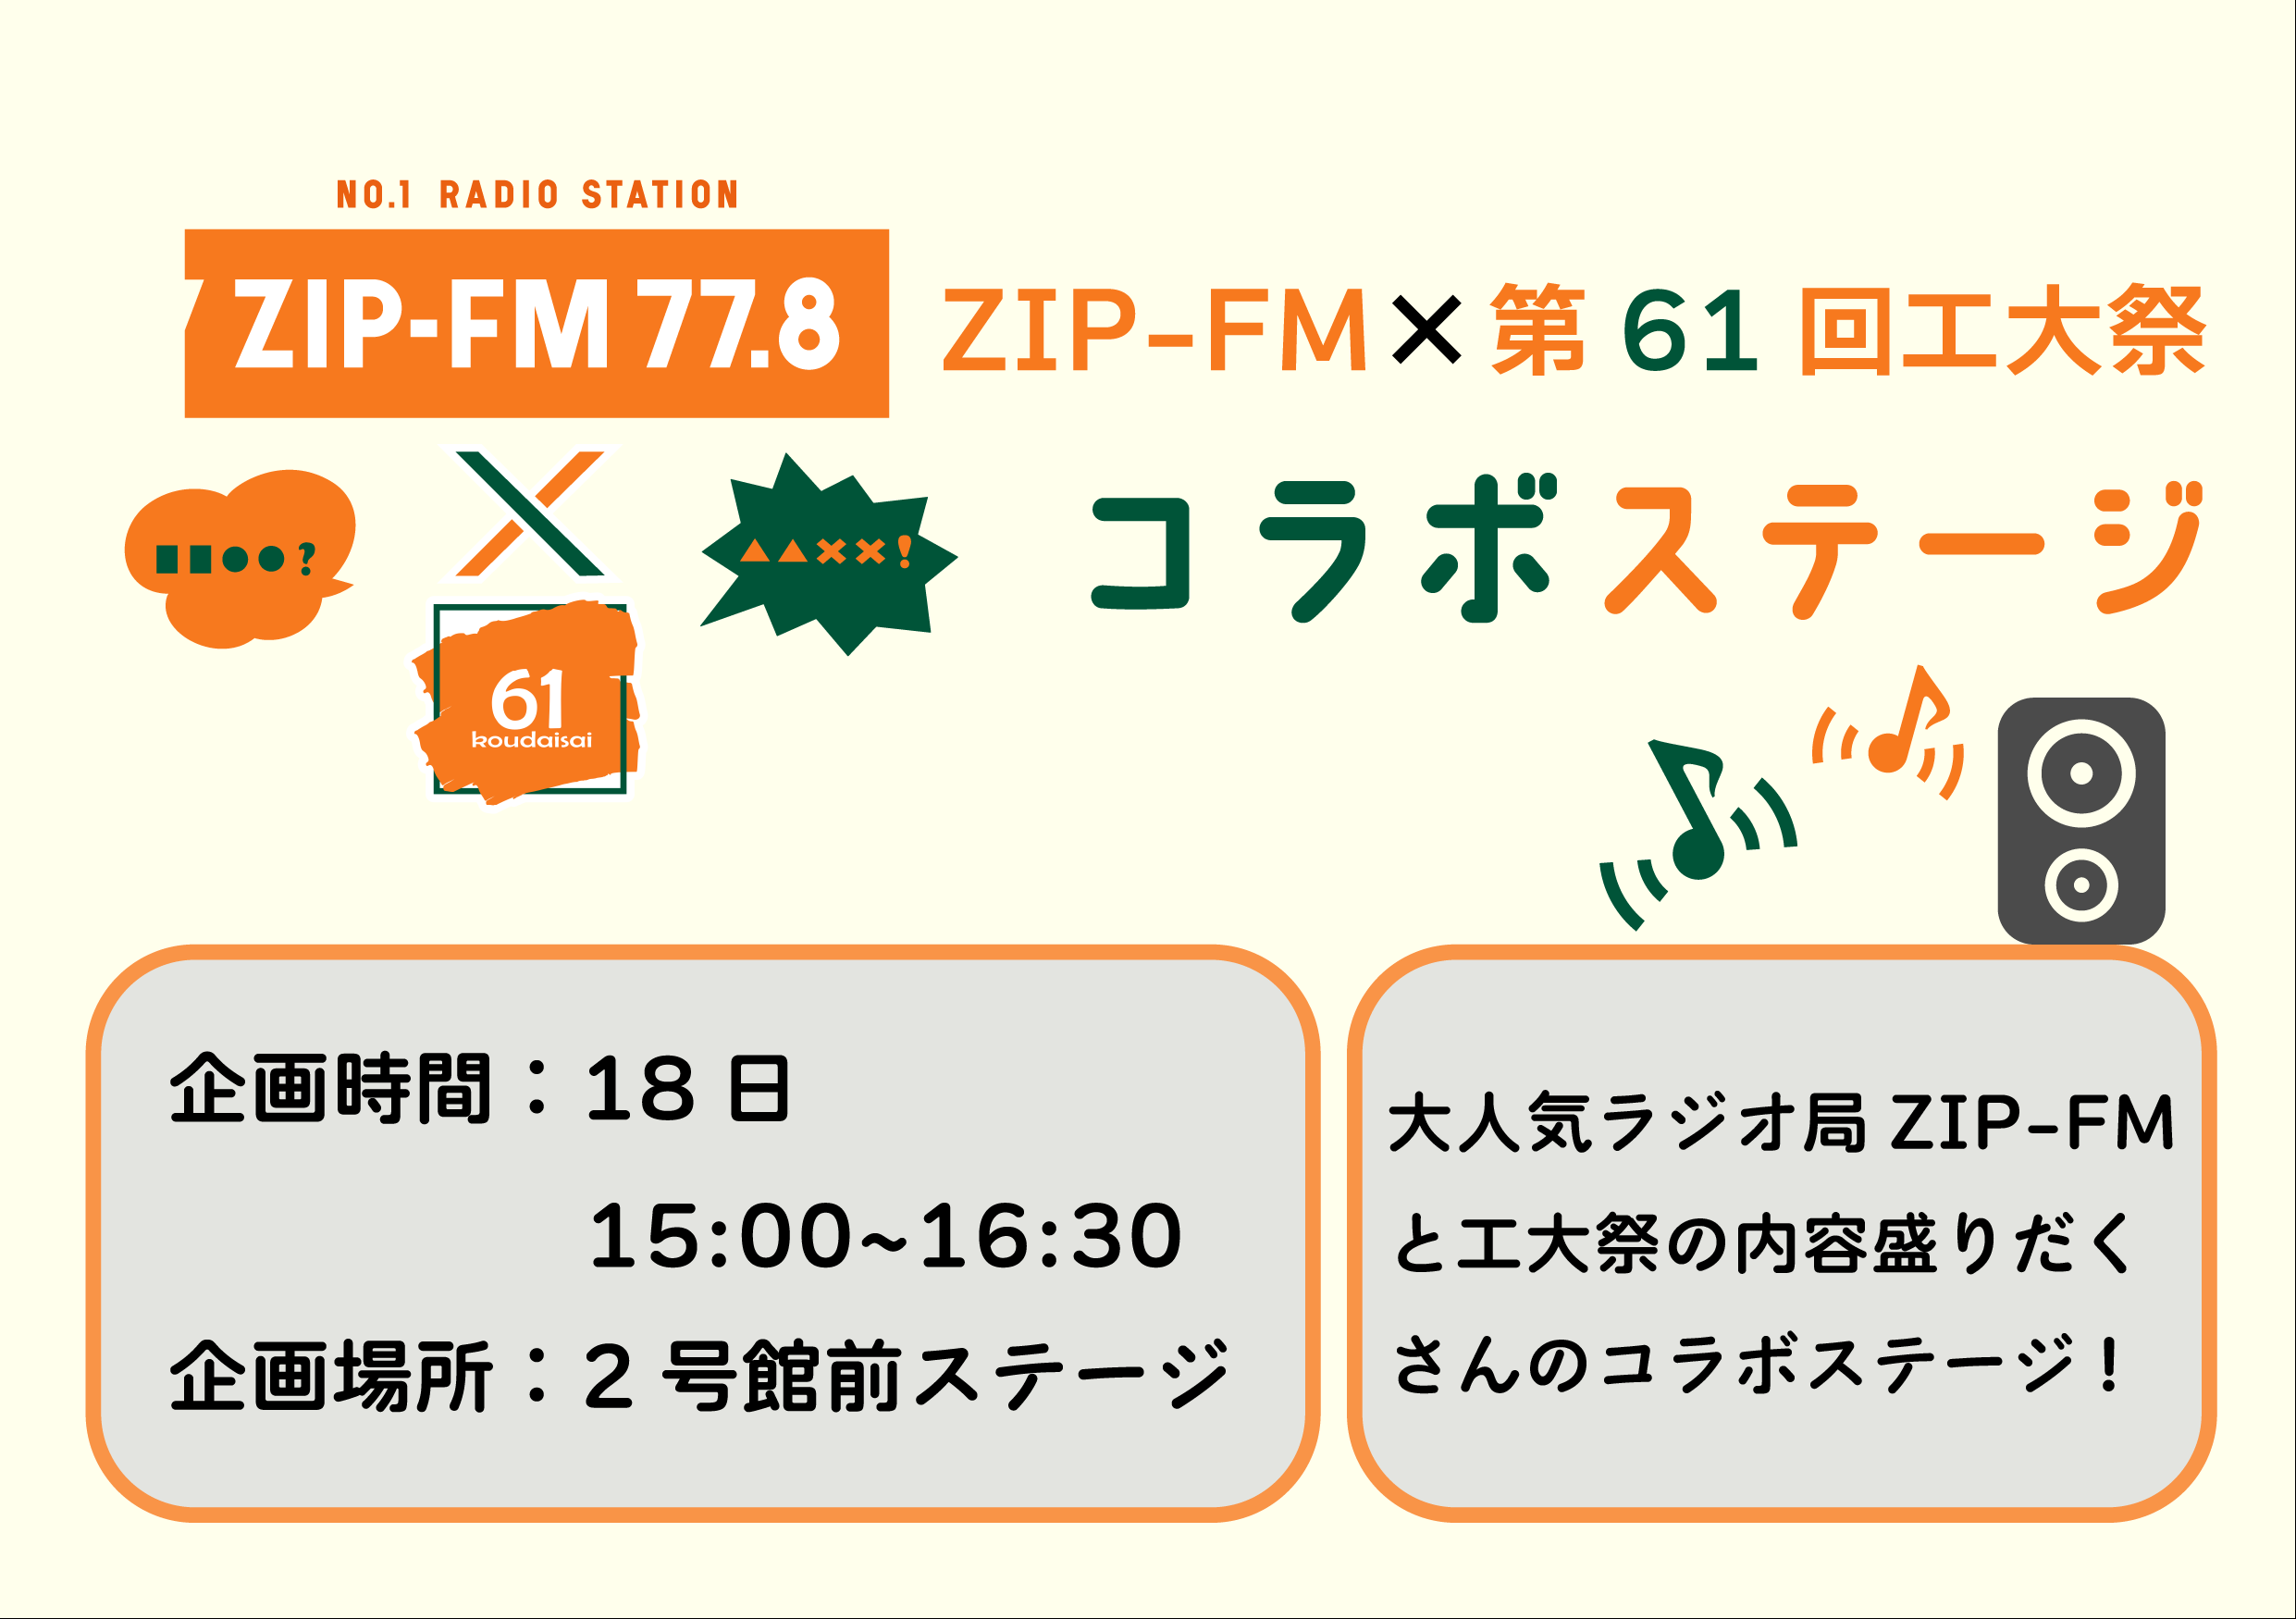 NO.1 RADIO STATION
ZIP-FM 77.8
ZIP-FM×第61回工大祭
コラボステージ
■■●●?
▲▲××!
61
koudaisai
企画時間：18日
15:00~16:30
企画場所：2号館前ステージ
大人気ラジオ局 ZIP-FM
と工大祭の内容盛りだく
さんのコラボステージ！